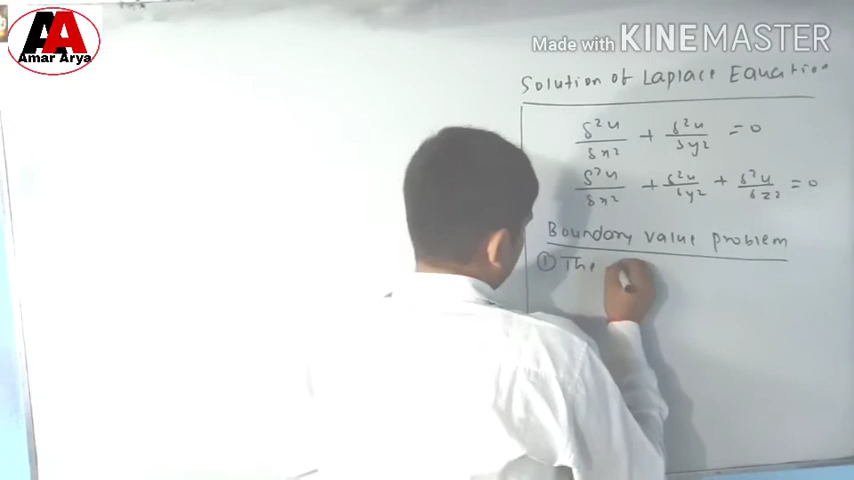 AA
Amar Arya
Made with KINEMASTER
Solution of Laplace Equation
δ²u/δx² + δ²u/δy² = 0
δ²u/δx² + δ²u/δy² + δ²u/δz² = 0
Boundary value problem
① The